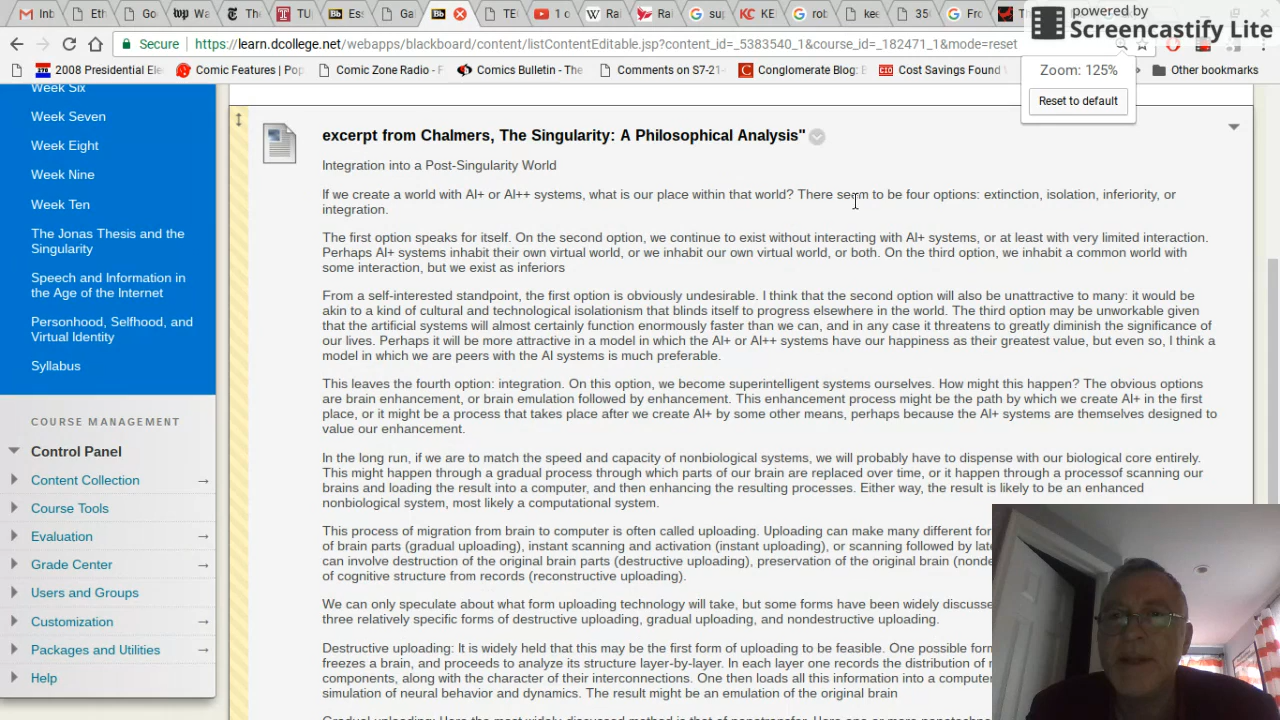 Inb
Eth
Go
Wa
The
Bb Ess
Ga
Bb
TE
1 o
Ra
Ral
sup
KC KE
rob
kee
350
Fro
powered by
Screencastify Lite
Secure https://learn.dcollege.net/webapps/blackboard/content/listContentEditable.jsp?content_id=_5383540_1&course_id=_182471_1&mode=reset
270 2008 Presidential Ele
Comic Features | Pop
Comic Zone Radio - F
Comics Bulletin - The
Comments on S7-21-
C Conglomerate Blog: B
CIO Cost Savings Found
Other bookmarks
Zoom: 125%
Reset to default
Week Six
Week Seven
Week Eight
Week Nine
Week Ten
The Jonas Thesis and the
Singularity
Speech and Information in
the Age of the Internet
Personhood, Selfhood, and
Virtual Identity
Syllabus
COURSE MANAGEMENT
Control Panel
Content Collection →
Course Tools
Evaluation →
Grade Center →
Users and Groups
Customization →
Packages and Utilities →
Help
excerpt from Chalmers, The Singularity: A Philosophical Analysis"
Integration into a Post-Singularity World
If we create a world with AI+ or AI++ systems, what is our place within that world? There seem to be four options: extinction, isolation, inferiority, or
integration.
The first option speaks for itself. On the second option, we continue to exist without interacting with AI+ systems, or at least with very limited interaction.
Perhaps AI+ systems inhabit their own virtual world, or we inhabit our own virtual world, or both. On the third option, we inhabit a common world with
some interaction, but we exist as inferiors
From a self-interested standpoint, the first option is obviously undesirable. I think that the second option will also be unattractive to many: it would be
akin to a kind of cultural and technological isolationism that blinds itself to progress elsewhere in the world. The third option may be unworkable given
that the artificial systems will almost certainly function enormously faster than we can, and in any case it threatens to greatly diminish the significance of
our lives. Perhaps it will be more attractive in a model in which the AI+ or AI++ systems have our happiness as their greatest value, but even so, I think a
model in which we are peers with the AI systems is much preferable.
This leaves the fourth option: integration. On this option, we become superintelligent systems ourselves. How might this happen? The obvious options
are brain enhancement, or brain emulation followed by enhancement. This enhancement process might be the path by which we create AI+ in the first
place, or it might be a process that takes place after we create AI+ by some other means, perhaps because the AI+ systems are themselves designed to
value our enhancement.
In the long run, if we are to match the speed and capacity of nonbiological systems, we will probably have to dispense with our biological core entirely.
This might happen through a gradual process through which parts of our brain are replaced over time, or it happen through a processof scanning our
brains and loading the result into a computer, and then enhancing the resulting processes. Either way, the result is likely to be an enhanced
nonbiological system, most likely a computational system.
This process of migration from brain to computer is often called uploading. Uploading can make many different for
of brain parts (gradual uploading), instant scanning and activation (instant uploading), or scanning followed by late
can involve destruction of the original brain parts (destructive uploading), preservation of the original brain (nonde
of cognitive structure from records (reconstructive uploading).
We can only speculate about what form uploading technology will take, but some forms have been widely discusse
three relatively specific forms of destructive uploading, gradual uploading, and nondestructive uploading.
Destructive uploading: It is widely held that this may be the first form of uploading to be feasible. One possible form
freezes a brain, and proceeds to analyze its structure layer-by-layer. In each layer one records the distribution of
components, along with the character of their interconnections. One then loads all this information into a computer
simulation of neural behavior and dynamics. The result might be an emulation of the original brain